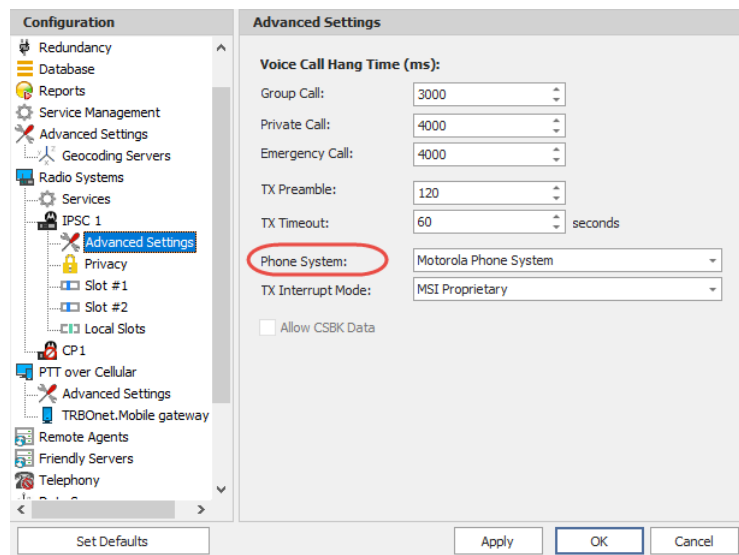 Configuration
Redundancy
Database
Reports
Service Management
Advanced Settings
Geocoding Servers
Radio Systems
Services
IPSC 1
Advanced Settings
Privacy
Slot #1
Slot #2
Local Slots
CP1
PTT over Cellular
Advanced Settings
TRBOnet.Mobile gateway
Remote Agents
Friendly Servers
Telephony
Set Defaults
Advanced Settings
Voice Call Hang Time (ms):
Group Call: 3000
Private Call: 4000
Emergency Call: 4000
TX Preamble: 120
TX Timeout: 60 seconds
Phone System: Motorola Phone System
TX Interrupt Mode: MSI Proprietary
Allow CSBK Data
Apply OK Cancel